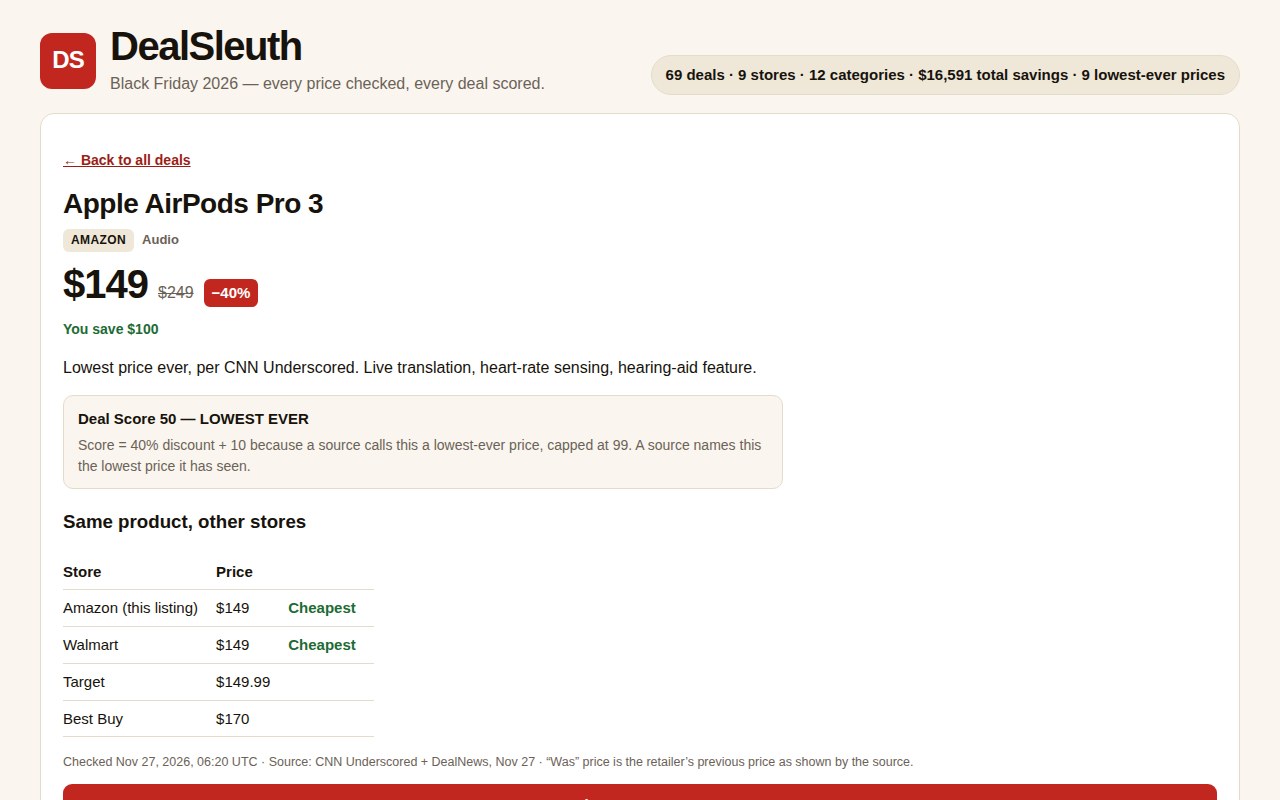 DS
DealSleuth
Black Friday 2026 — every price checked, every deal scored.
69 deals · 9 stores · 12 categories · $16,591 total savings · 9 lowest-ever prices
← Back to all deals
Apple AirPods Pro 3
AMAZON Audio
$149 $249 −40%
You save $100
Lowest price ever, per CNN Underscored. Live translation, heart-rate sensing, hearing-aid feature.
Deal Score 50 — LOWEST EVER
Score = 40% discount + 10 because a source calls this a lowest-ever price, capped at 99. A source names this
the lowest price it has seen.
Same product, other stores
Store Price
Amazon (this listing) $149 Cheapest
Walmart $149 Cheapest
Target $149.99
Best Buy $170
Checked Nov 27, 2026, 06:20 UTC · Source: CNN Underscored + DealNews, Nov 27 · “Was” price is the retailer’s previous price as shown by the source.